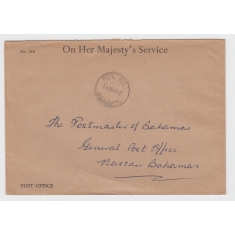 On Her Majesty's Service
The Postmaster of Bahamas
General Post Office
Nassau Bahamas
POST OFFICE